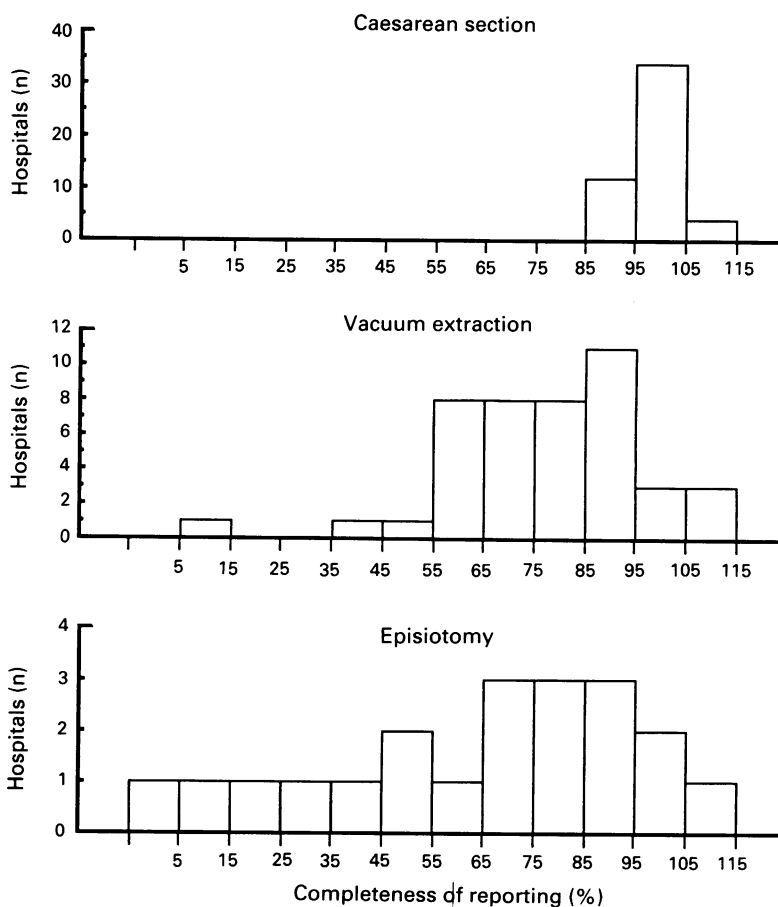 Caesarean section
Hospitals (n)
40
30
20
10
0
5 15 25 35 45 55 65 75 85 95 105 115
Vacuum extraction
Hospitals (n)
12
10
8
6
4
2
0
5 15 25 35 45 55 65 75 85 95 105 115
Episiotomy
Hospitals (n)
4
3
2
1
0
5 15 25 35 45 55 65 75 85 95 105 115
Completeness of reporting (%)